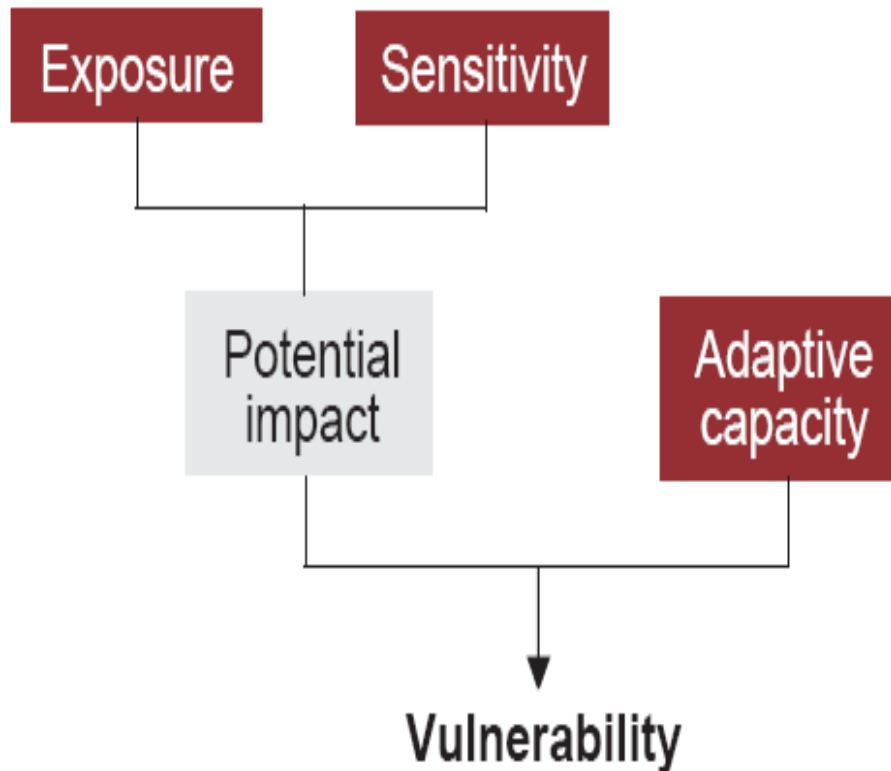 Exposure
Sensitivity
Potential
impact
Adaptive
capacity
Vulnerability